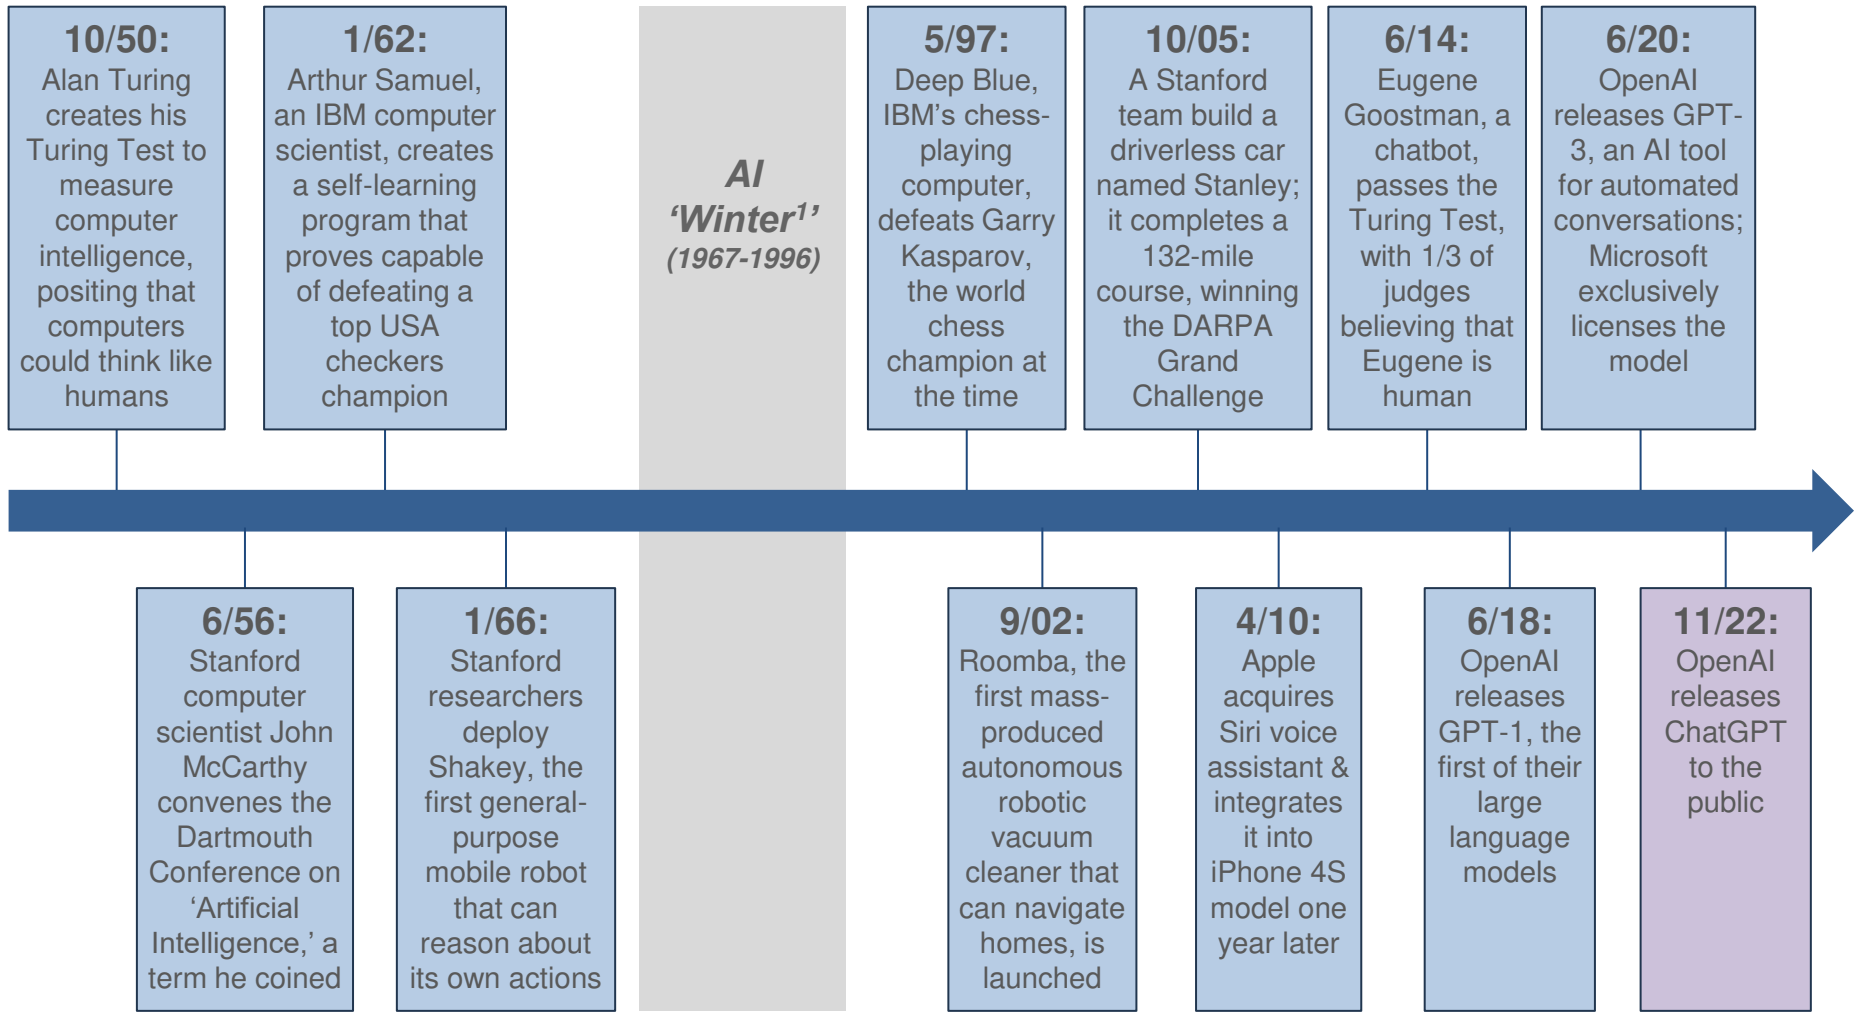 10/50:
Alan Turing
creates his
Turing Test to
measure
computer
intelligence,
positing that
computers
could think like
humans
1/62:
Arthur Samuel,
an IBM computer
scientist, creates
a self-learning
program that
proves capable
of defeating a
top USA
checkers
champion
AI
‘Winter1’
(1967-1996)
5/97:
Deep Blue,
IBM’s chess-
playing
computer,
defeats Garry
Kasparov,
the world
chess
champion at
the time
10/05:
A Stanford
team build a
driverless car
named Stanley;
it completes a
132-mile
course, winning
the DARPA
Grand
Challenge
6/14:
Eugene
Goostman, a
chatbot,
passes the
Turing Test,
with 1/3 of
judges
believing that
Eugene is
human
6/20:
OpenAI
releases GPT-
3, an AI tool
for automated
conversations;
Microsoft
exclusively
licenses the
model
6/56:
Stanford
computer
scientist John
McCarthy
convenes the
Dartmouth
Conference on
‘Artificial
Intelligence,’ a
term he coined
1/66:
Stanford
researchers
deploy
Shakey, the
first general-
purpose
mobile robot
that can
reason about
its own actions
9/02:
Roomba, the
first mass-
produced
autonomous
robotic
vacuum
cleaner that
can navigate
homes, is
launched
4/10:
Apple
acquires
Siri voice
assistant &
integrates
it into
iPhone 4S
model one
year later
6/18:
OpenAI
releases
GPT-1, the
first of their
large
language
models
11/22:
OpenAI
releases
ChatGPT
to the
public